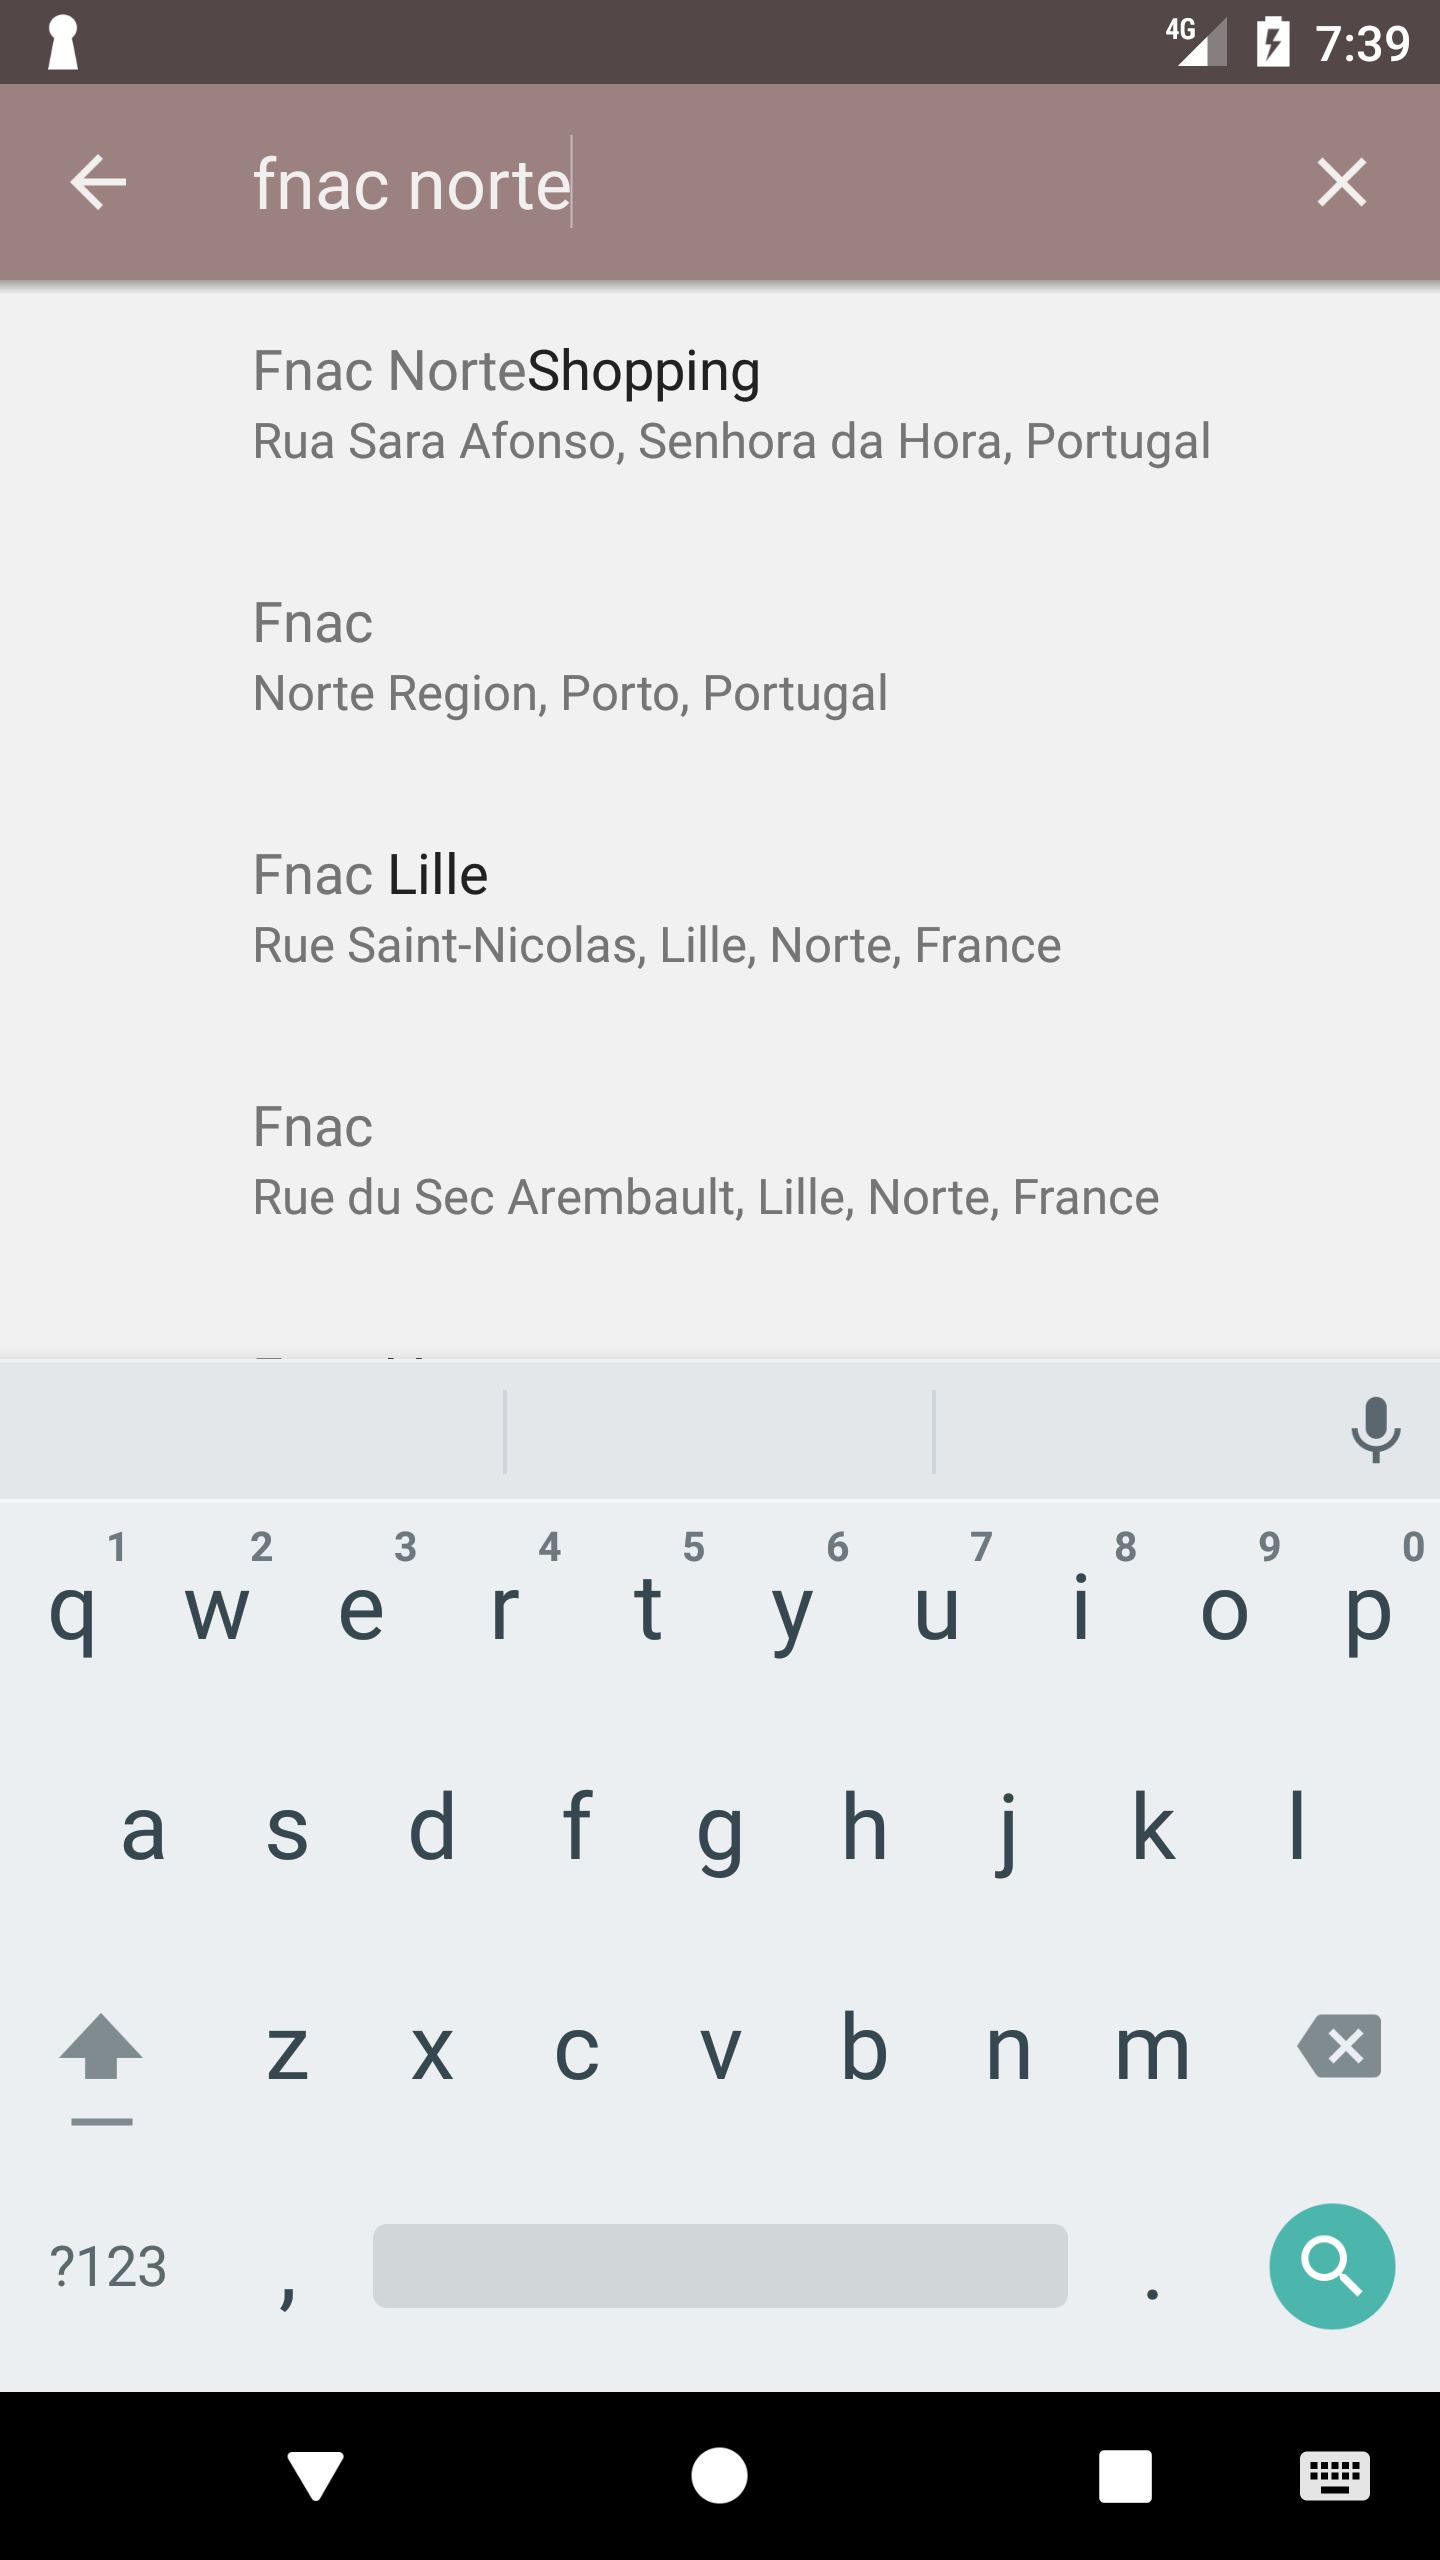 4G 7:39
fnac norte
Fnac NorteShopping
Rua Sara Afonso, Senhora da Hora, Portugal
Fnac
Norte Region, Porto, Portugal
Fnac Lille
Rue Saint-Nicolas, Lille, Norte, France
Fnac
Rue du Sec Arembault, Lille, Norte, France
1 2 3 4 5 6 7 8 9 0
q w e r t y u i o p
a s d f g h j k l
z x c v b n m
?123 , .